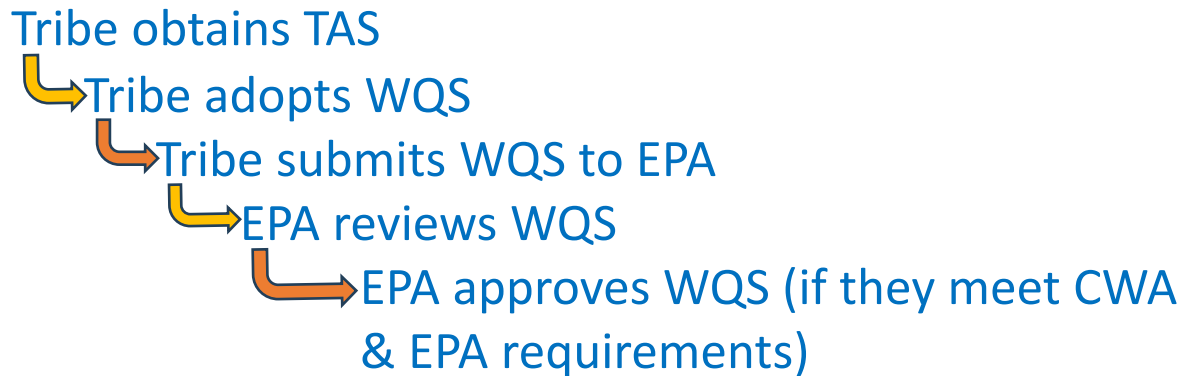 Tribe obtains TAS
Tribe adopts WQS
Tribe submits WQS to EPA
EPA reviews WQS
EPA approves WQS (if they meet CWA
& EPA requirements)